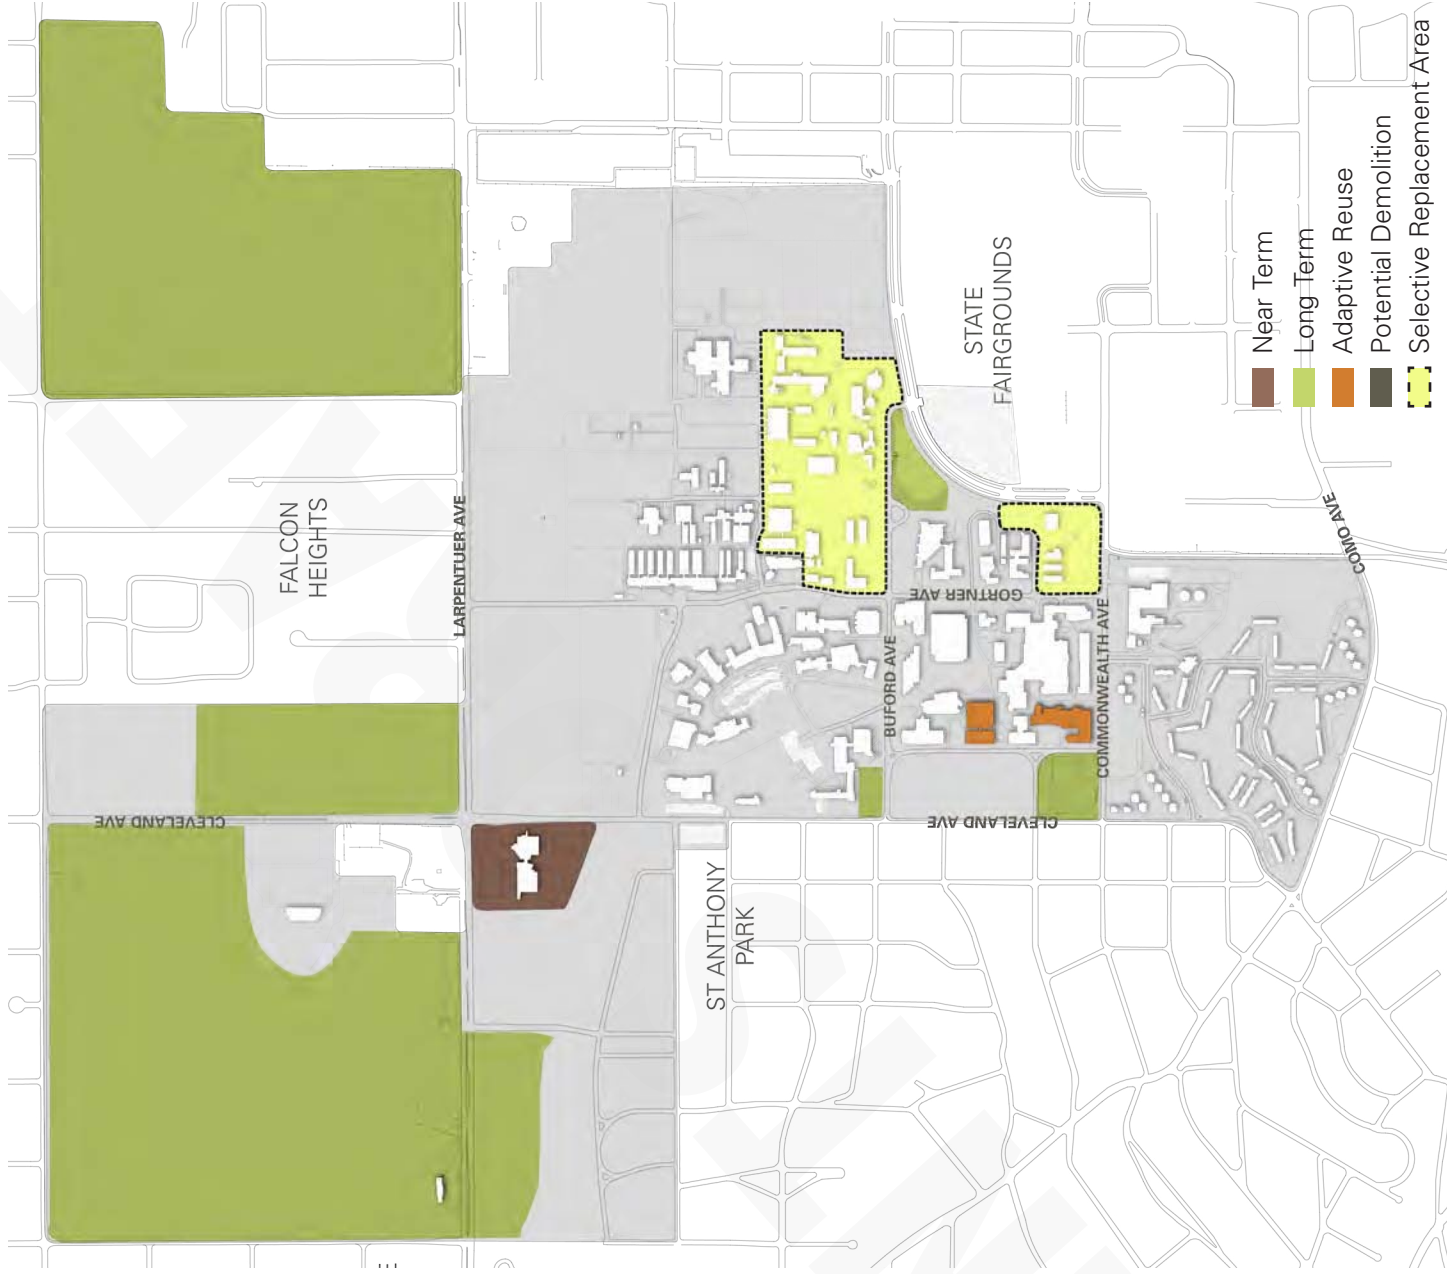 FALCON
HEIGHTS
LARPENTUER AVE
STATE
FAIRGROUNDS
GORTNER AVE
BUFORD AVE
COMMONWEALTH AVE
COMO AVE
CLEVELAND AVE
CLEVELAND AVE
ST ANTHONY
PARK
Near Term
Long Term
Adaptive Reuse
Potential Demolition
Selective Replacement Area